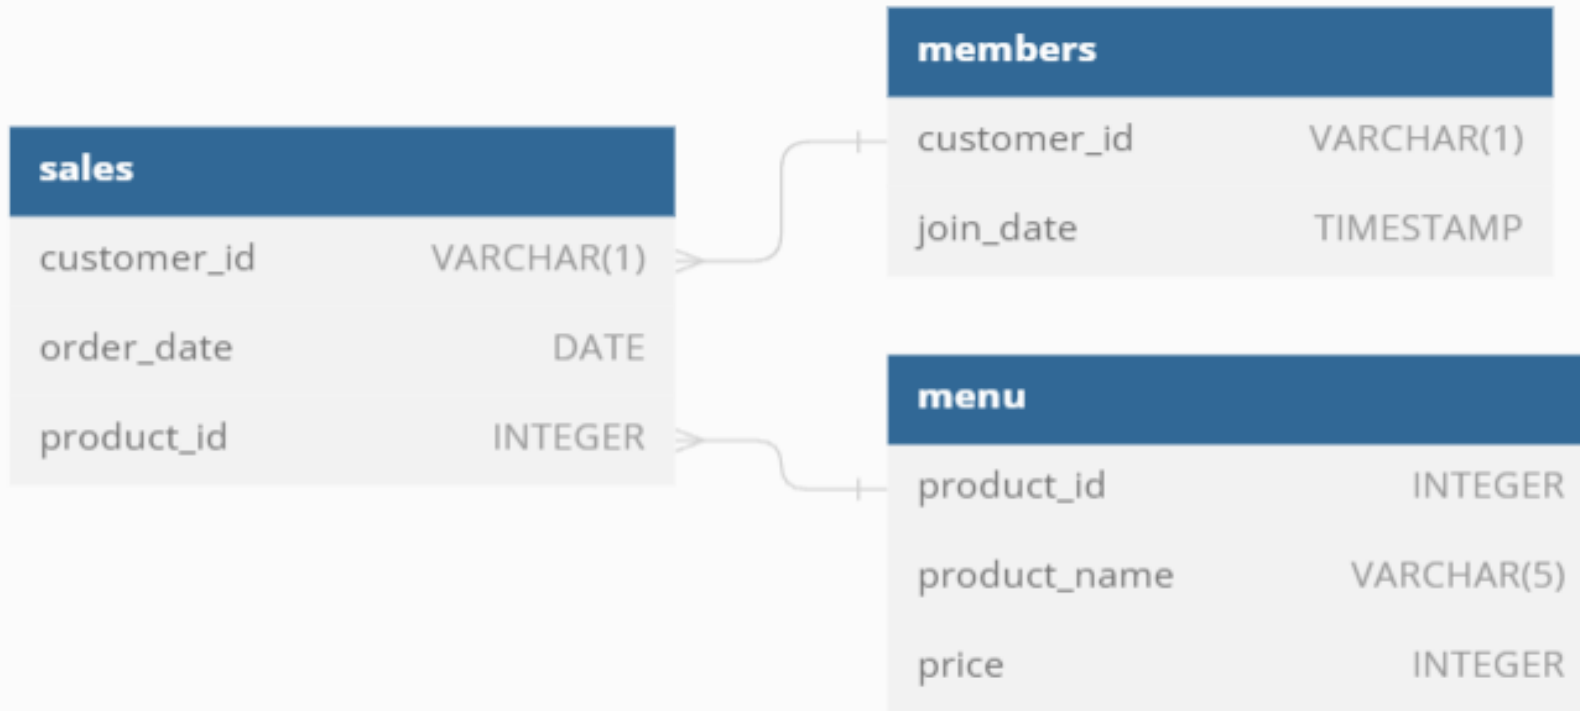 sales
customer_id VARCHAR(1)
order_date DATE
product_id INTEGER
members
customer_id VARCHAR(1)
join_date TIMESTAMP
menu
product_id INTEGER
product_name VARCHAR(5)
price INTEGER